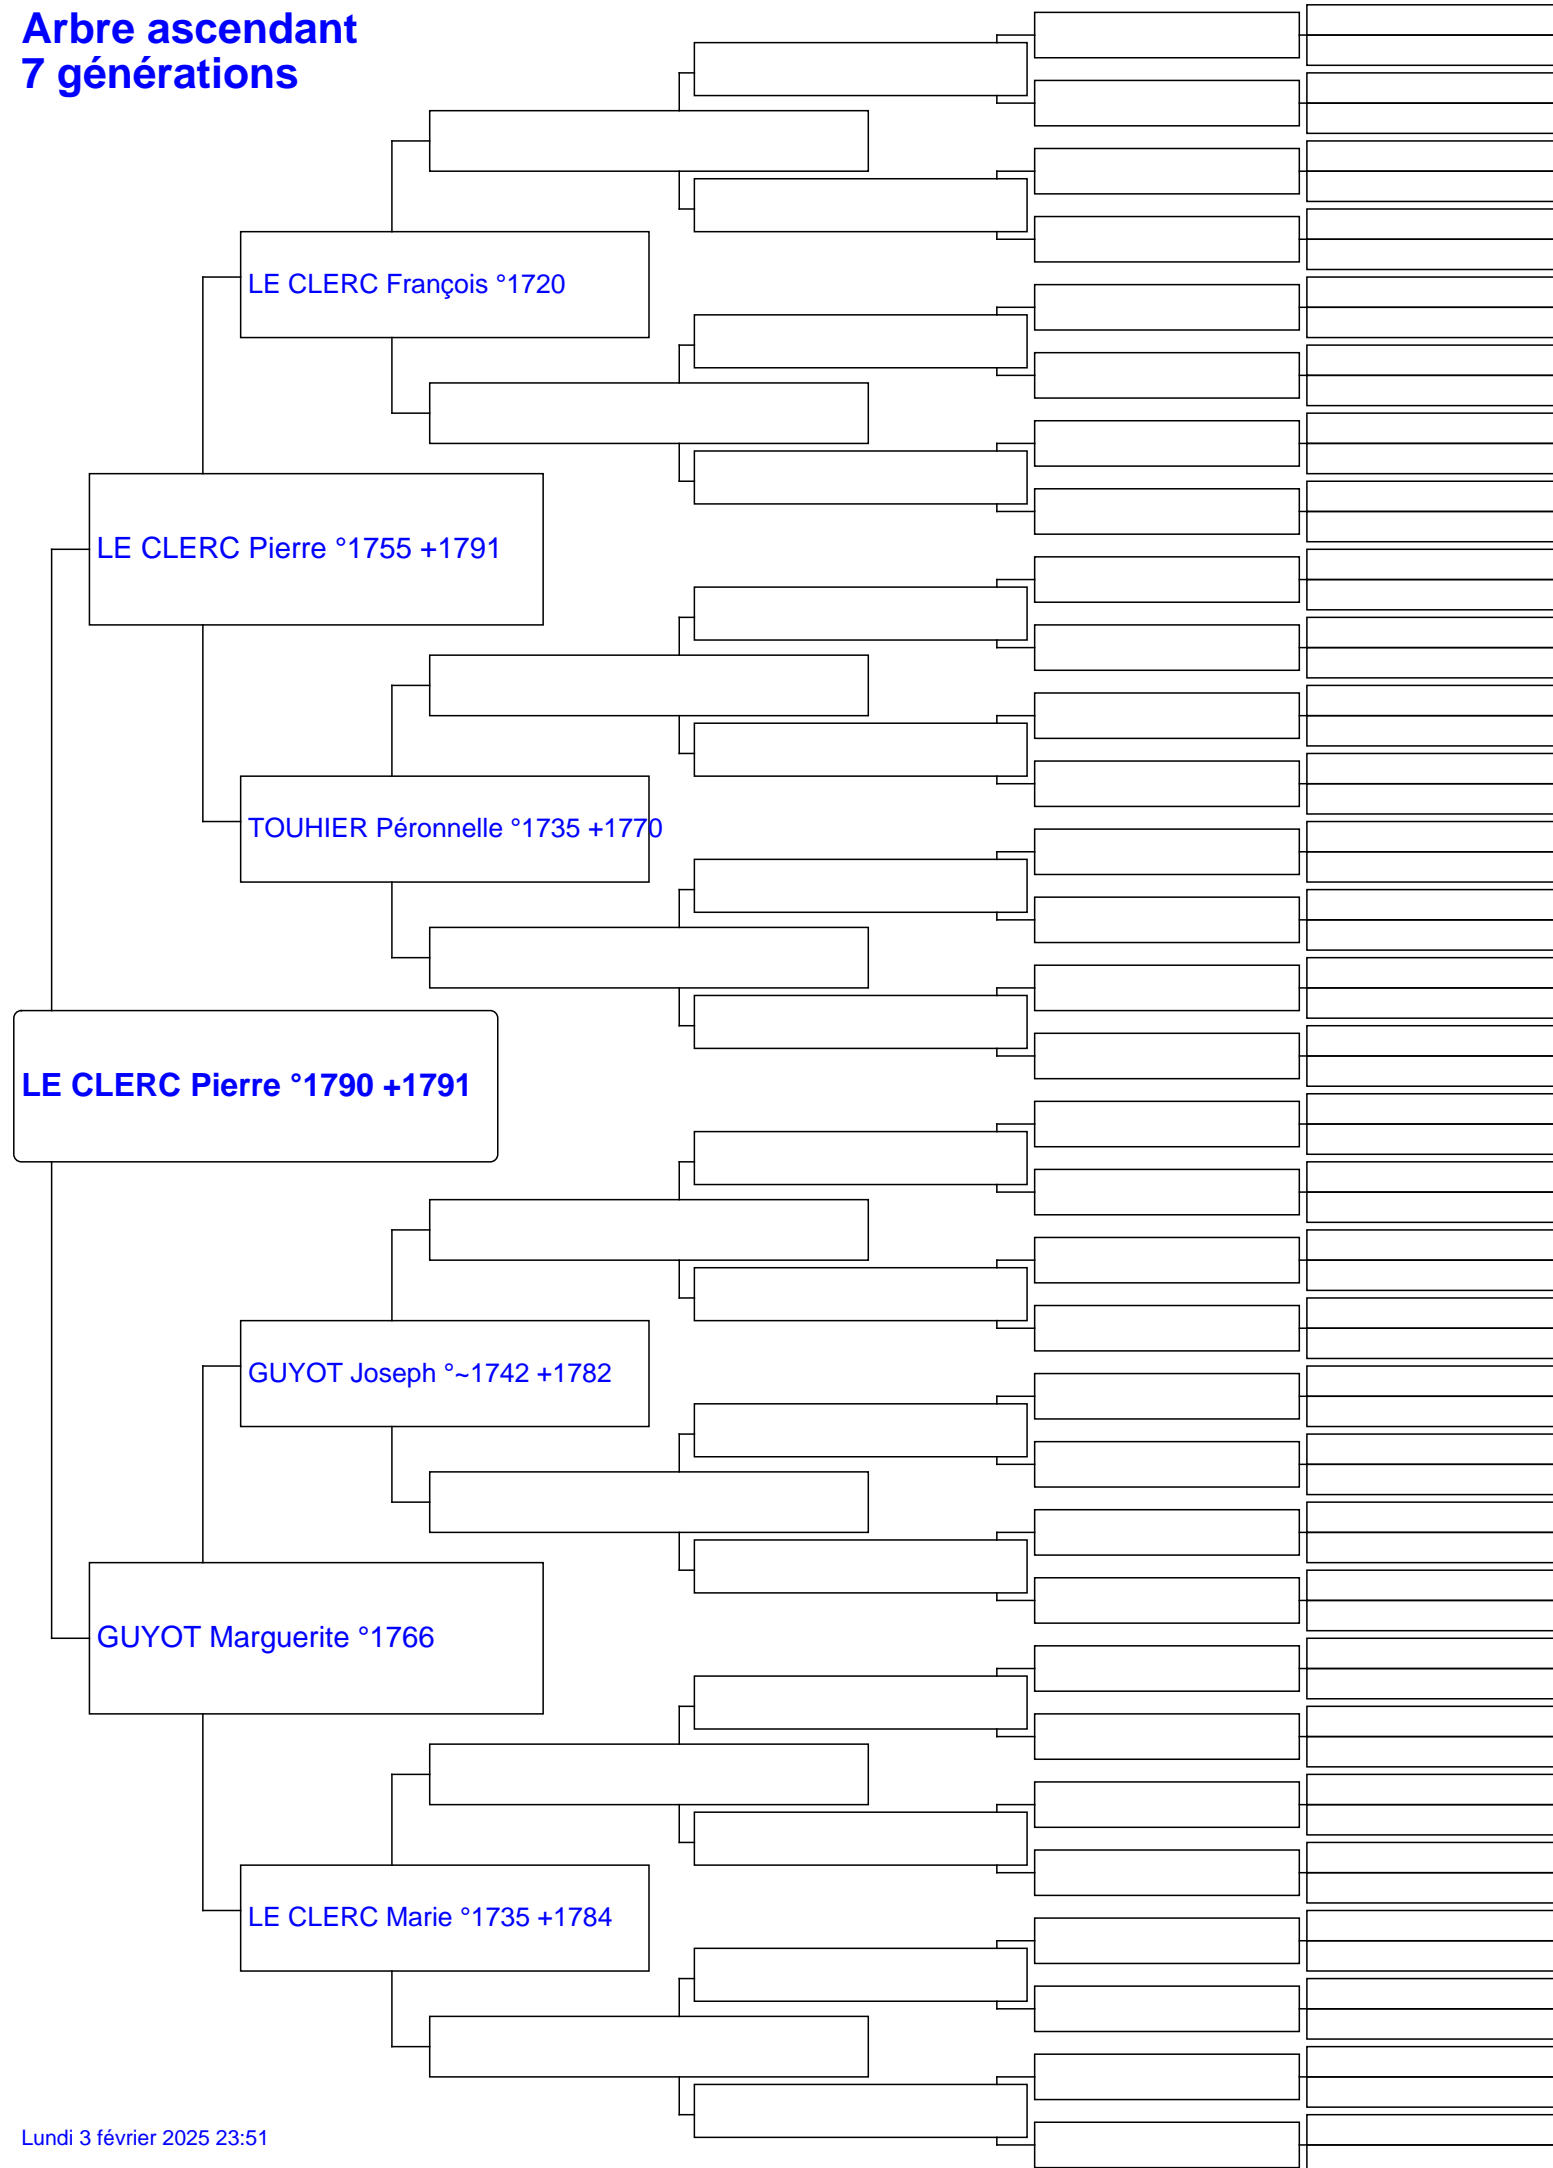 Arbre ascendant
7 générations
LE CLERC François °1720
LE CLERC Pierre °1755 +1791
TOUHIER Péronnelle °1735 +1770
LE CLERC Pierre °1790 +1791
GUYOT Joseph °~1742 +1782
GUYOT Marguerite °1766
LE CLERC Marie °1735 +1784
Lundi 3 février 2025 23:51